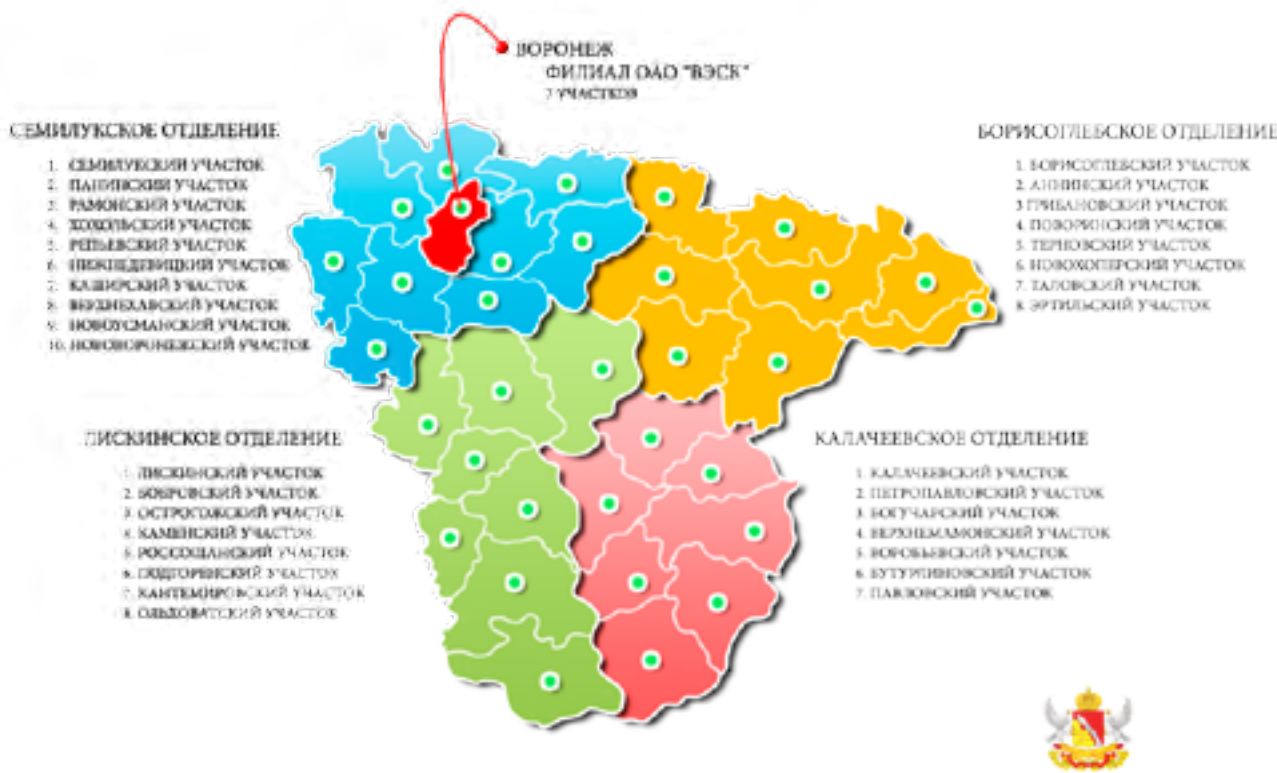 ВОРОНЕЖ
ФИЛИАЛ ОАО "ВЭСК"
7 УЧАСТКОВ
СЕМИЛУКСКОЕ ОТДЕЛЕНИЕ
1. СЕМИЛУКСКИЙ УЧАСТОК
2. ПАНИНСКИЙ УЧАСТОК
3. РАМОНСКИЙ УЧАСТОК
4. ХОХОЛЬСКИЙ УЧАСТОК
5. РЕПЬЕВСКИЙ УЧАСТОК
6. НИЖНЕДЕВИЦКИЙ УЧАСТОК
7. КАШИРСКИЙ УЧАСТОК
8. ВЕРХНЕХАВСКИЙ УЧАСТОК
9. НОВОУСМАНСКИЙ УЧАСТОК
10. НОВОВОРОНЕЖСКИЙ УЧАСТОК
БОРИСОГЛЕБСКОЕ ОТДЕЛЕНИЕ
1. БОРИСОГЛЕБСКИЙ УЧАСТОК
2. АННИНСКИЙ УЧАСТОК
3 ГРИБАНОВСКИЙ УЧАСТОК
4. ПОВОРИНСКИЙ УЧАСТОК
5. ТЕРНОВСКИЙ УЧАСТОК
6. НОВОХОПЕРСКИЙ УЧАСТОК
7. ТАЛОВСКИЙ УЧАСТОК
8. ЭРТИЛЬСКИЙ УЧАСТОК
ЛИСКИНСКОЕ ОТДЕЛЕНИЕ
1. ЛИСКИНСКИЙ УЧАСТОК
2. БОБРОВСКИЙ УЧАСТОК
3. ОСТРОГОЖСКИЙ УЧАСТОК
4. КАМЕНСКИЙ УЧАСТОК
5. РОССОШАНСКИЙ УЧАСТОК
6. ПОДГОРЕНСКИЙ УЧАСТОК
7. КАНТЕМИРОВСКИЙ УЧАСТОК
8. ОЛЬХОВАТСКИЙ УЧАСТОК
КАЛАЧЕЕВСКОЕ ОТДЕЛЕНИЕ
1. КАЛАЧЕЕВСКИЙ УЧАСТОК
2. ПЕТРОПАВЛОВСКИЙ УЧАСТОК
3. БОГУЧАРСКИЙ УЧАСТОК
4. ВЕРХНЕМАМОНСКИЙ УЧАСТОК
5. ВОРОБЬЕВСКИЙ УЧАСТОК
6. БУТУРЛИНОВСКИЙ УЧАСТОК
7. ПАВЛОВСКИЙ УЧАСТОК